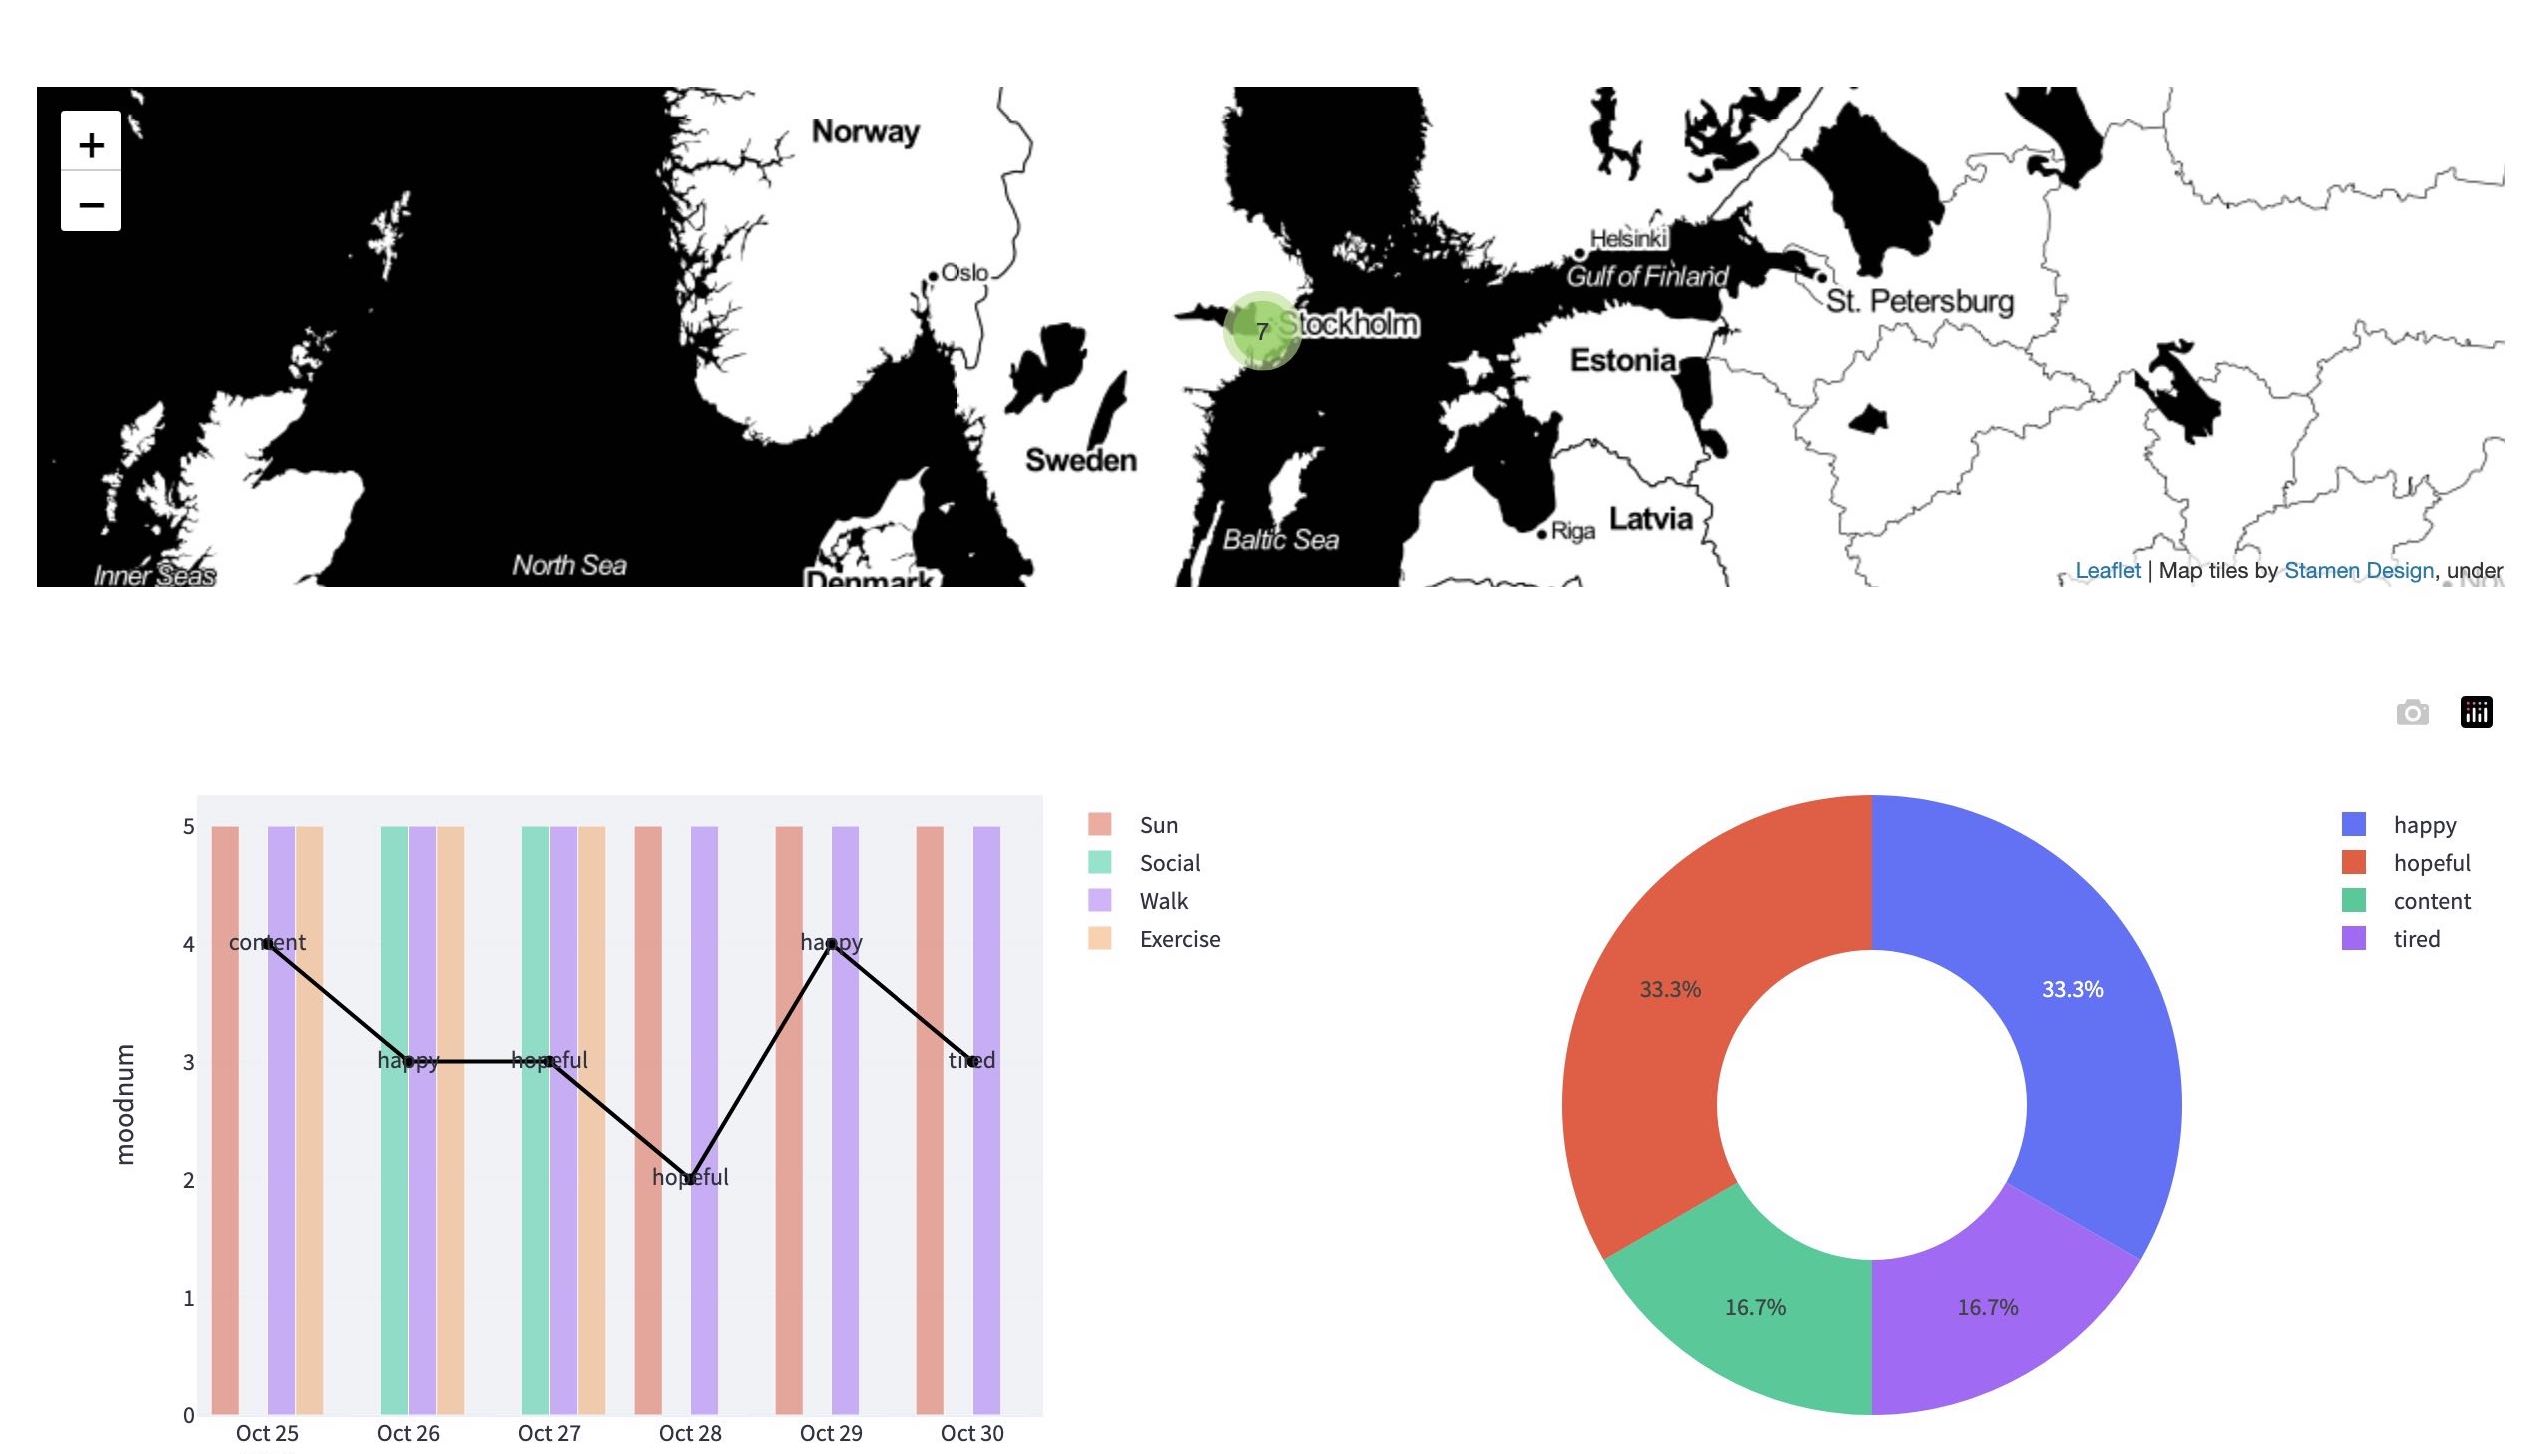 +
−
Norway
Oslo
Helsinki
Gulf of Finland
St. Petersburg
7
Stockholm
Estonia
Sweden
Baltic Sea
Riga
Latvia
North Sea
Inner Seas
Denmark
Leaflet | Map tiles by Stamen Design, under
5
4
3
2
1
0
moodnum
content
happy
hopeful
hopeful
happy
tired
Oct 25
Oct 26
Oct 27
Oct 28
Oct 29
Oct 30
Sun
Social
Walk
Exercise
33.3%
33.3%
16.7%
16.7%
happy
hopeful
content
tired